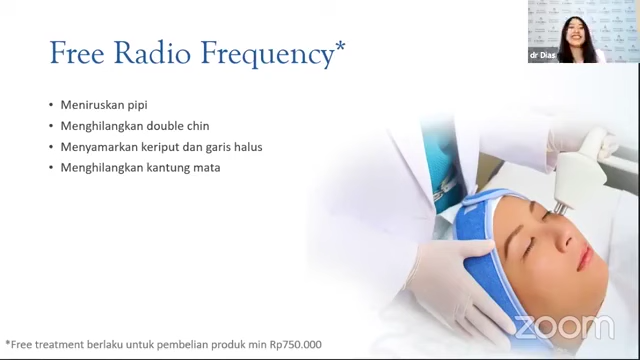 Free Radio Frequency*
dr Dias
• Meniruskan pipi
• Menghilangkan double chin
• Menyamarkan keriput dan garis halus
• Menghilangkan kantung mata
zoom
*Free treatment berlaku untuk pembelian produk min Rp750.000